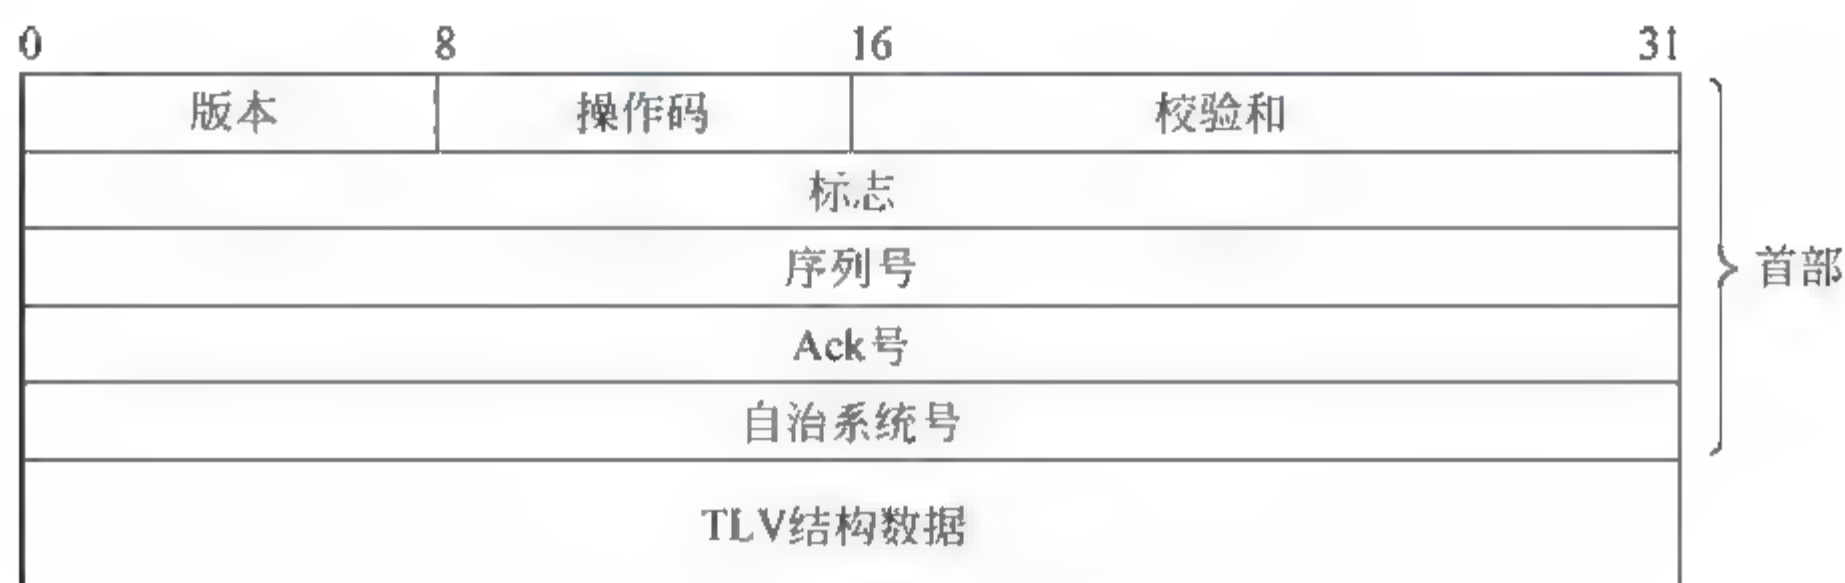 0 8 16 31
版本 操作码 校验和
标志
序列号
首部
Ack号
自治系统号
TLV结构数据